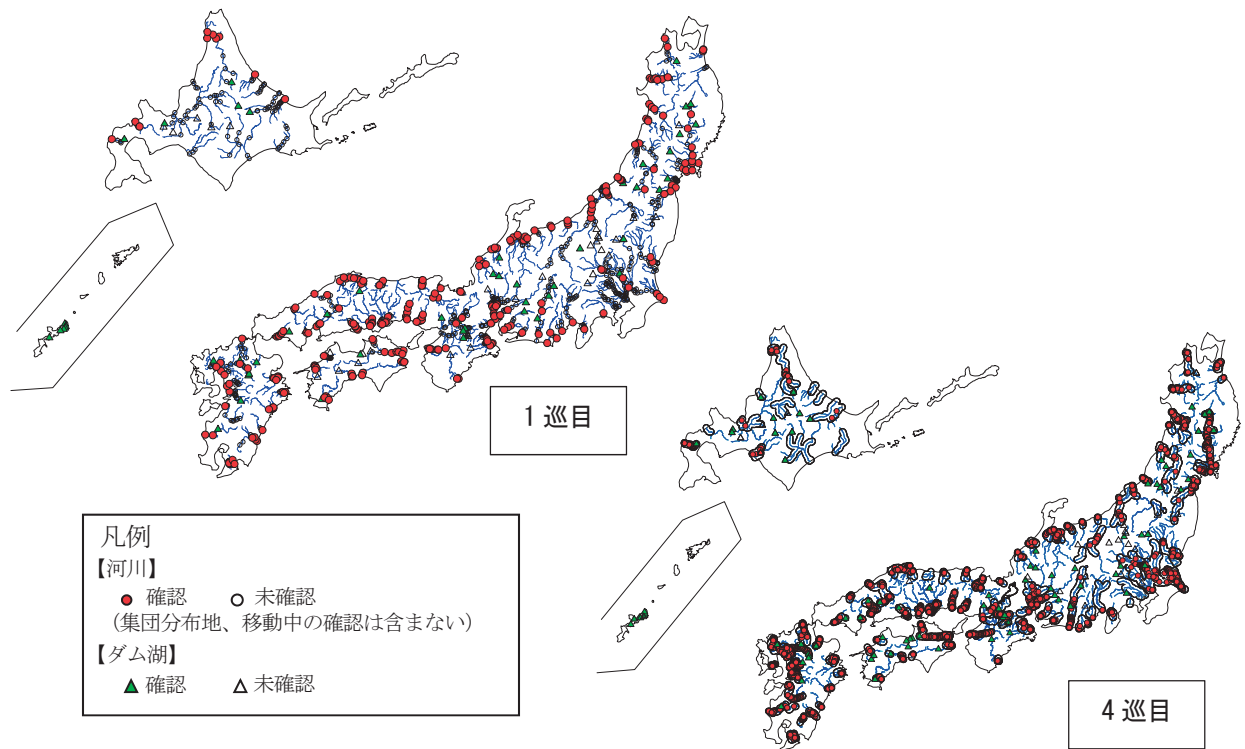 1巡目
凡例
【河川】
確認 未確認
（集団分布地、移動中の確認は含まない）
【ダム湖】
確認 未確認
4巡目